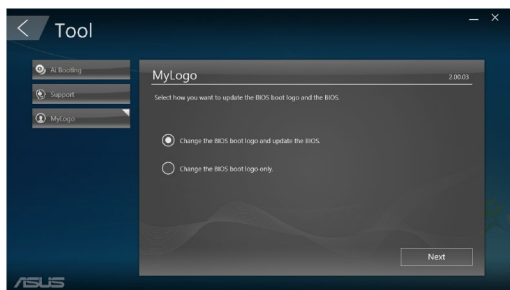 Tool
Ai Booting
Support
MyLogo
MyLogo
2.00.03
Select how you want to update the BIOS boot logo and the BIOS.
Change the BIOS boot logo and update the BIOS.
Change the BIOS boot logo only.
Next
ASUS